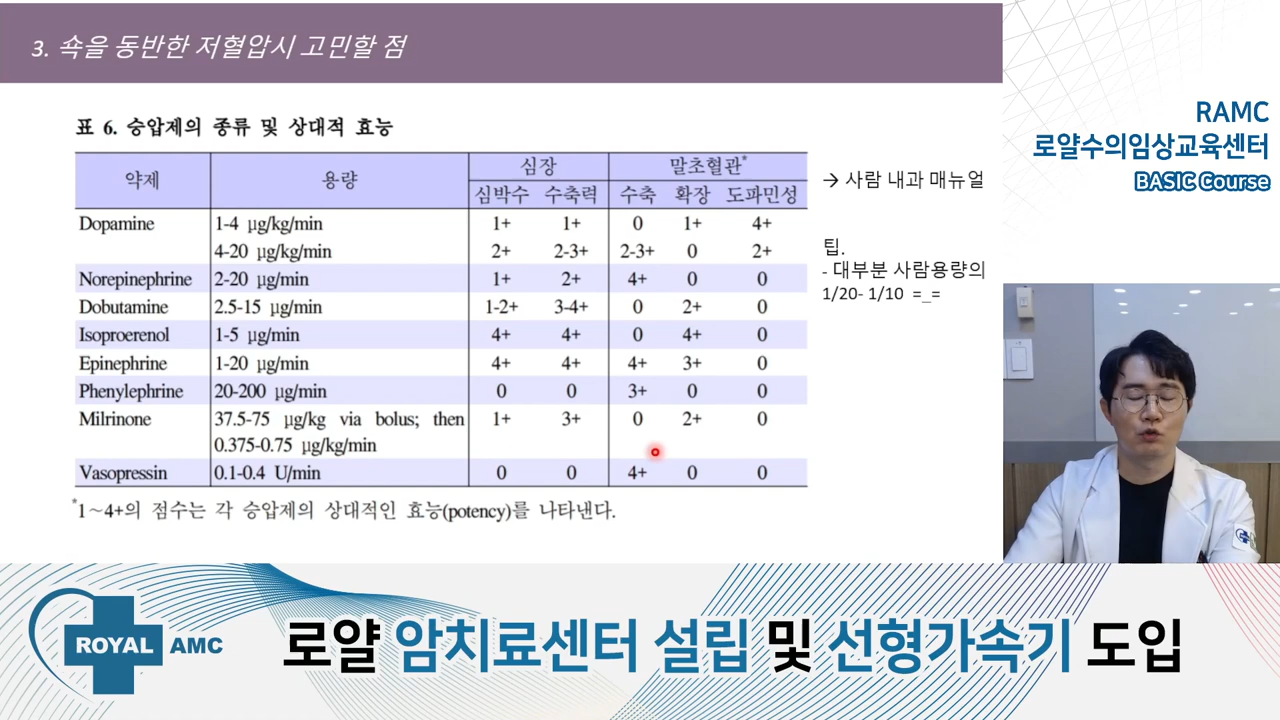 3. 쇽을 동반한 저혈압시 고민할 점
RAMC
로얄수의임상교육센터
BASIC Course
표 6. 승압제의 종류 및 상대적 효능
약제 용량 심장 말초혈관*
심박수 수축력 수축 확장 도파민성
Dopamine 1-4 μg/kg/min 1+ 1+ 0 1+ 4+
4-20 μg/kg/min 2+ 2-3+ 2-3+ 0 2+
Norepinephrine 2-20 μg/min 1+ 2+ 4+ 0 0
Dobutamine 2.5-15 μg/min 1-2+ 3-4+ 0 2+ 0
Isoproerenol 1-5 μg/min 4+ 4+ 0 4+ 0
Epinephrine 1-20 μg/min 4+ 4+ 4+ 3+ 0
Phenylephrine 20-200 μg/min 0 0 3+ 0 0
Milrinone 37.5-75 μg/kg via bolus; then 1+ 3+ 0 2+ 0
0.375-0.75 μg/kg/min
Vasopressin 0.1-0.4 U/min 0 0 4+ 0 0
*1~4+의 점수는 각 승압제의 상대적인 효능(potency)를 나타낸다.
→ 사람 내과 매뉴얼
팁.
- 대부분 사람용량의
1/20- 1/10 =_=
ROYAL AMC
로얄 암치료센터 설립 및 선형가속기 도입